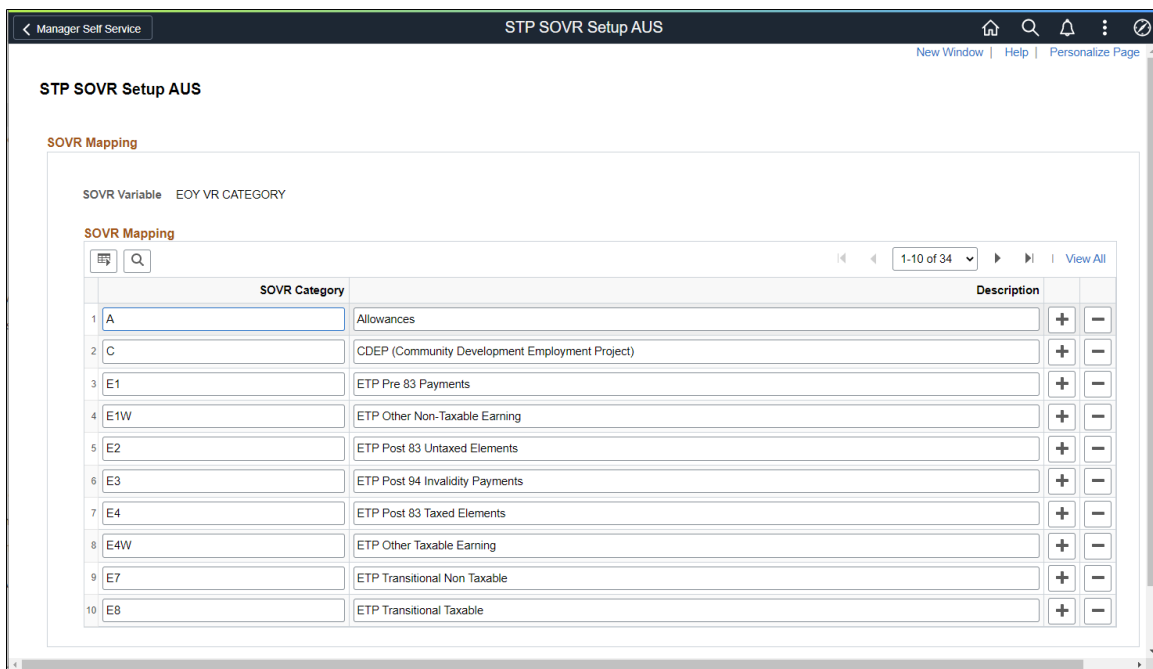 Manager Self Service
STP SOVR Setup AUS
New Window | Help | Personalize Page
STP SOVR Setup AUS
SOVR Mapping
SOVR Variable EOY VR CATEGORY
SOVR Mapping
1-10 of 34 | View All
SOVR Category Description
1 A Allowances
2 C CDEP (Community Development Employment Project)
3 E1 ETP Pre 83 Payments
4 E1W ETP Other Non-Taxable Earning
5 E2 ETP Post 83 Untaxed Elements
6 E3 ETP Post 94 Invalidity Payments
7 E4 ETP Post 83 Taxed Elements
8 E4W ETP Other Taxable Earning
9 E7 ETP Transitional Non Taxable
10 E8 ETP Transitional Taxable